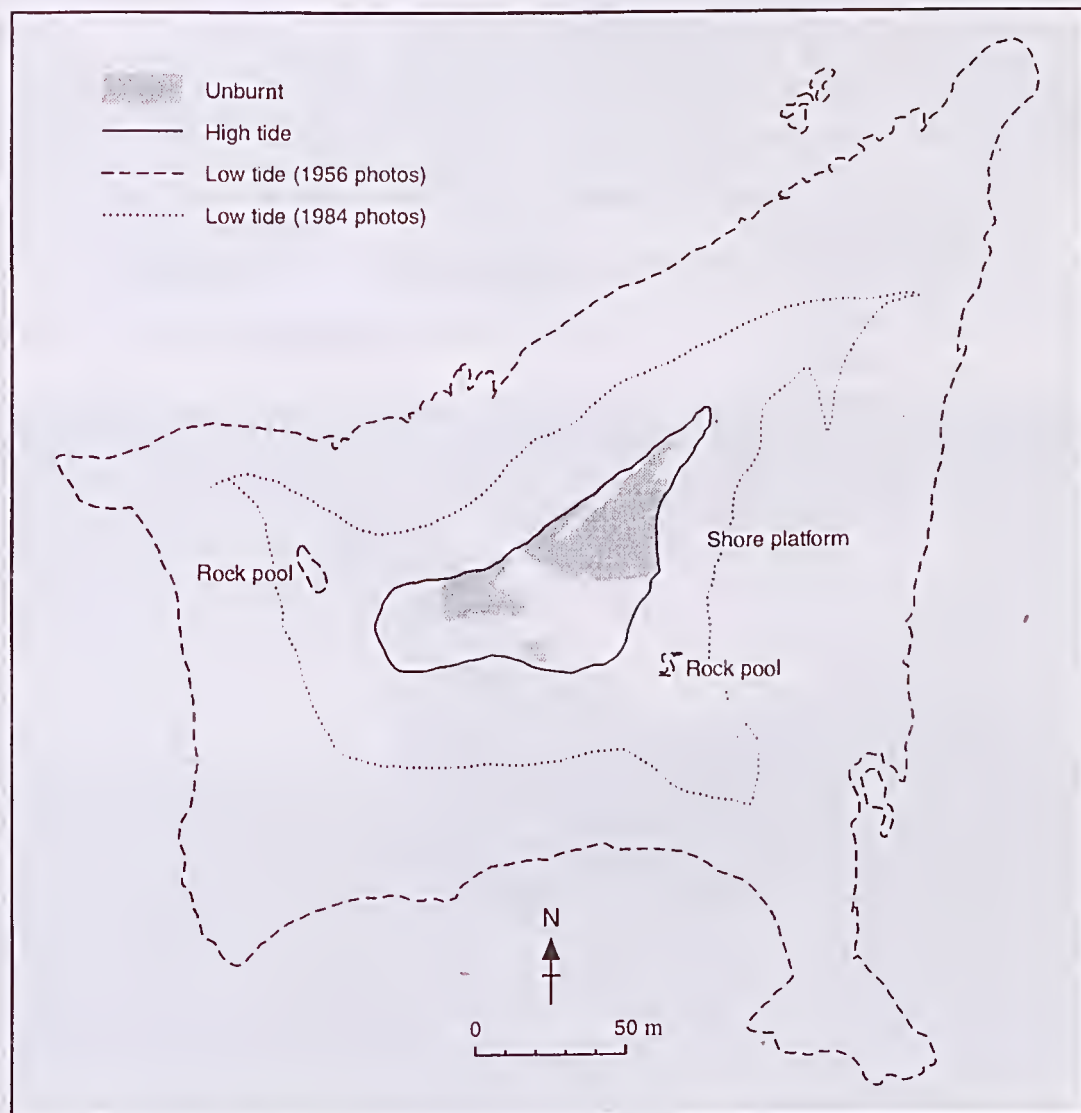 Unburnt
High tide
Low tide (1956 photos)
Low tide (1984 photos)
Shore platform
Rock pool
Rock pool
N
0 50 m